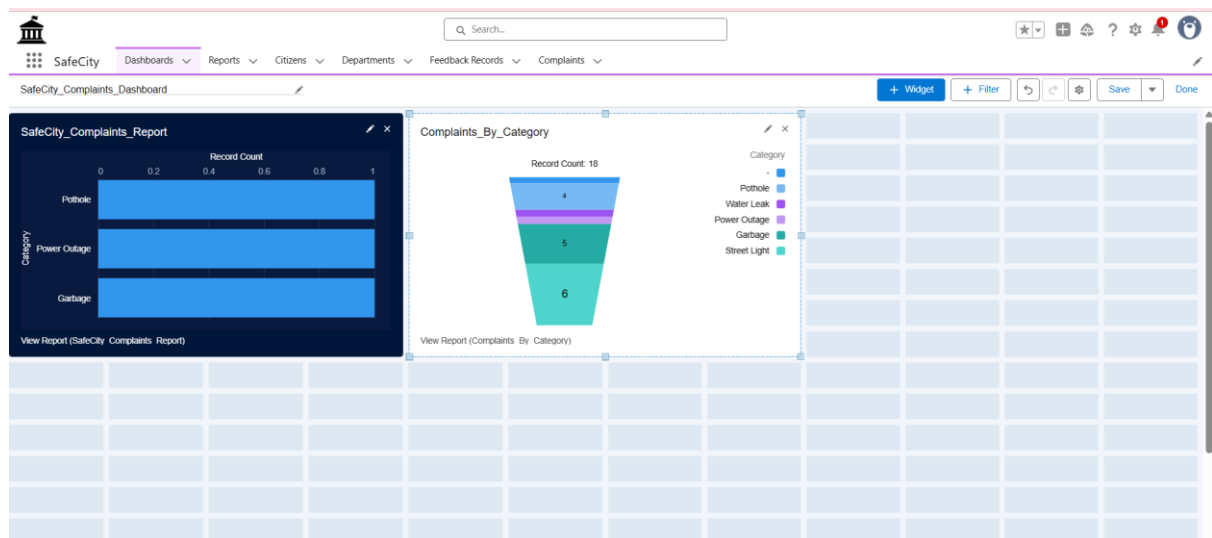 Search...
SafeCity
Dashboards
Reports
Citizens
Departments
Feedback Records
Complaints
1
SafeCity_Complaints_Dashboard
+ Widget
+ Filter
Save
Done
SafeCity_Complaints_Report
Record Count
0 0.2 0.4 0.6 0.8 1
Category
Pothole
Power Outage
Garbage
View Report (SafeCity_Complaints_Report)
Complaints_By_Category
Record Count: 18
4
5
6
Category
-
Pothole
Water Leak
Power Outage
Garbage
Street Light
View Report (Complaints_By_Category)